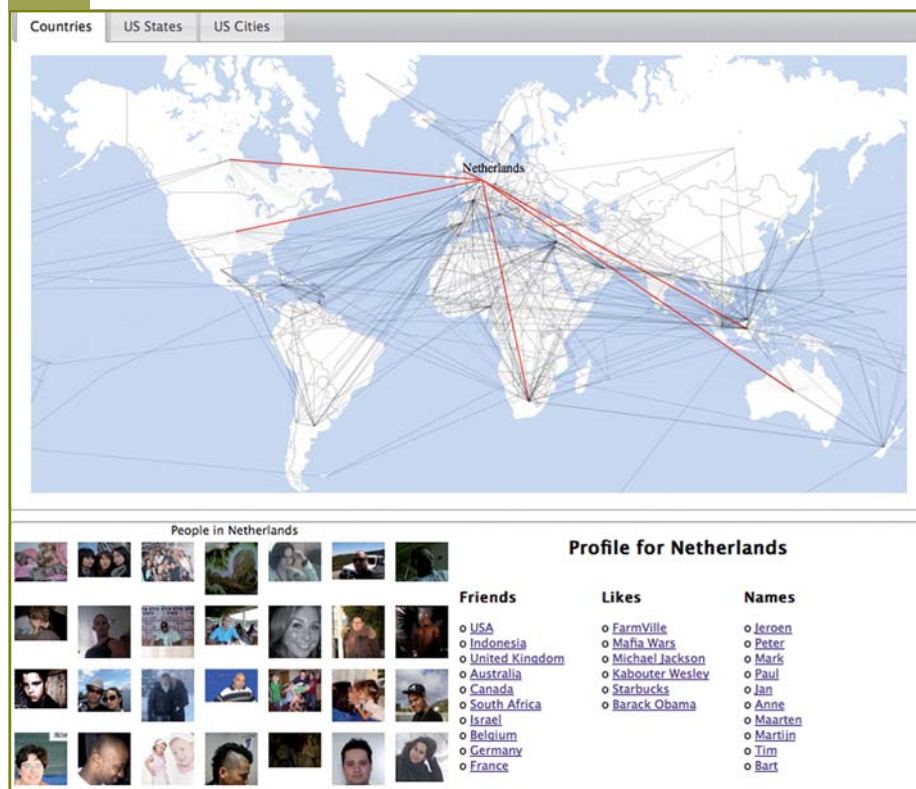 Countries
US States
US Cities
Netherlands
People in Netherlands
Profile for Netherlands
Friends
o USA
o Indonesia
o United Kingdom
o Australia
o Canada
o South Africa
o Israel
o Belgium
o Germany
o France
Likes
o FarmVille
o Mafia Wars
o Michael Jackson
o Kabouter Wesley
o Starbucks
o Barack Obama
Names
o Jeroen
o Peter
o Mark
o Paul
o Jan
o Anne
o Maarten
o Martijn
o Tim
o Bart